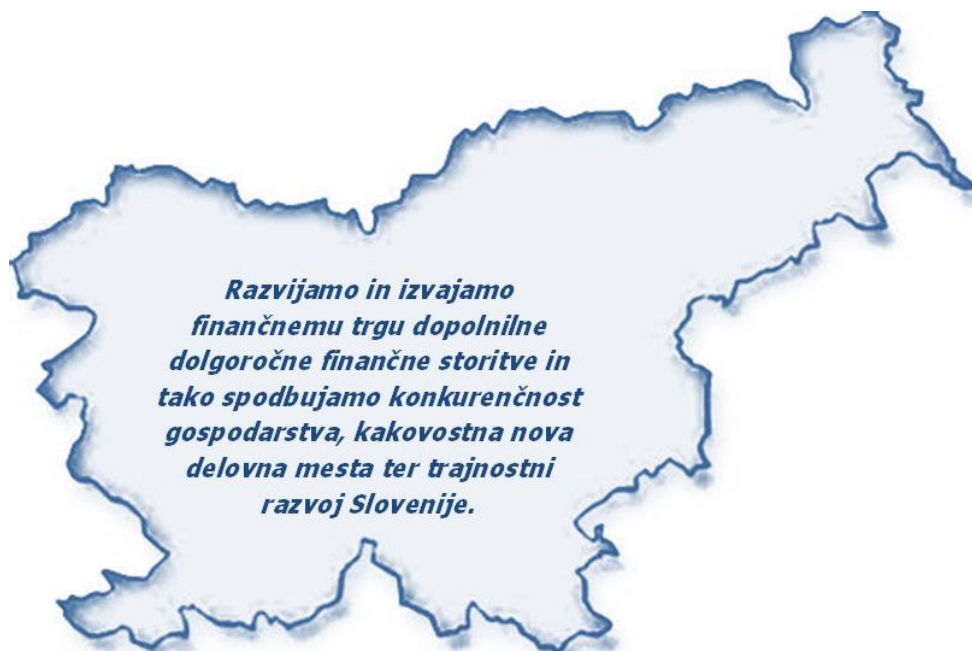 Razvijamo in izvajamo
finančnemu trgu dopolnilne
dolgoročne finančne storitve in
tako spodbujamo konkurenčnost
gospodarstva, kakovostna nova
delovna mesta ter trajnostni
razvoj Slovenije.